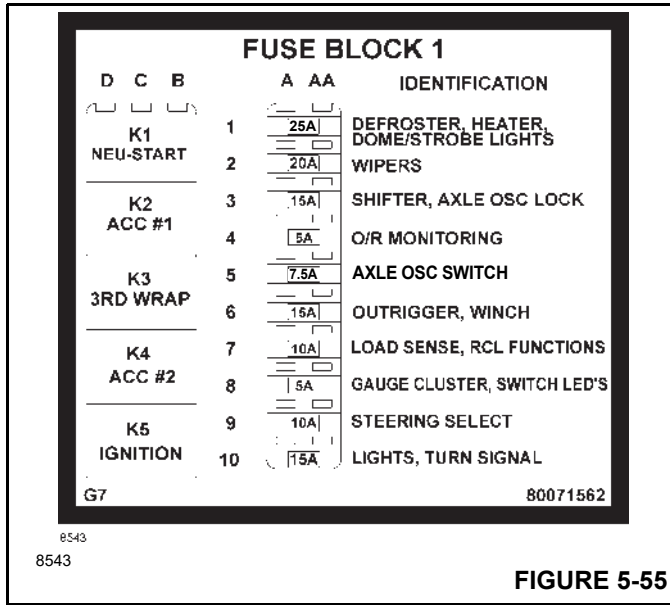 FUSE BLOCK 1
D C B A AA IDENTIFICATION
K1
NEU-START
K2
ACC #1
K3
3RD WRAP
K4
ACC #2
K5
IGNITION
1 25A DEFROSTER, HEATER,
DOME/STROBE LIGHTS
2 20A WIPERS
3 15A SHIFTER, AXLE OSC LOCK
4 5A O/R MONITORING
5 7.5A AXLE OSC SWITCH
6 15A OUTRIGGER, WINCH
7 10A LOAD SENSE, RCL FUNCTIONS
8 5A GAUGE CLUSTER, SWITCH LED'S
9 10A STEERING SELECT
10 15A LIGHTS, TURN SIGNAL
G7 80071562
8543
8543
FIGURE 5-55